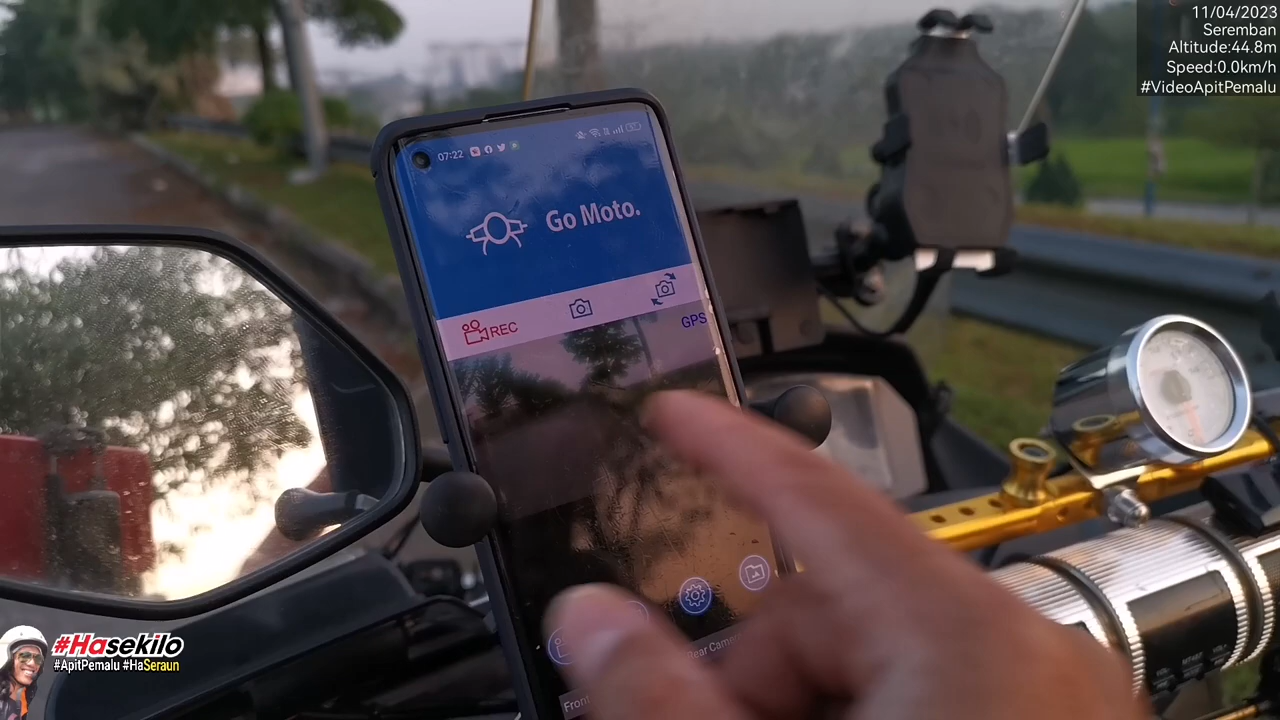 11/04/2023
Seremban
Altitude:44.8m
Speed:0.0km/h
#VideoApitPemalu
07:22
Go Moto.
REC
GPS
Rear Camera
Front
#Hasekilo
#ApitPemalu #HaSeraun